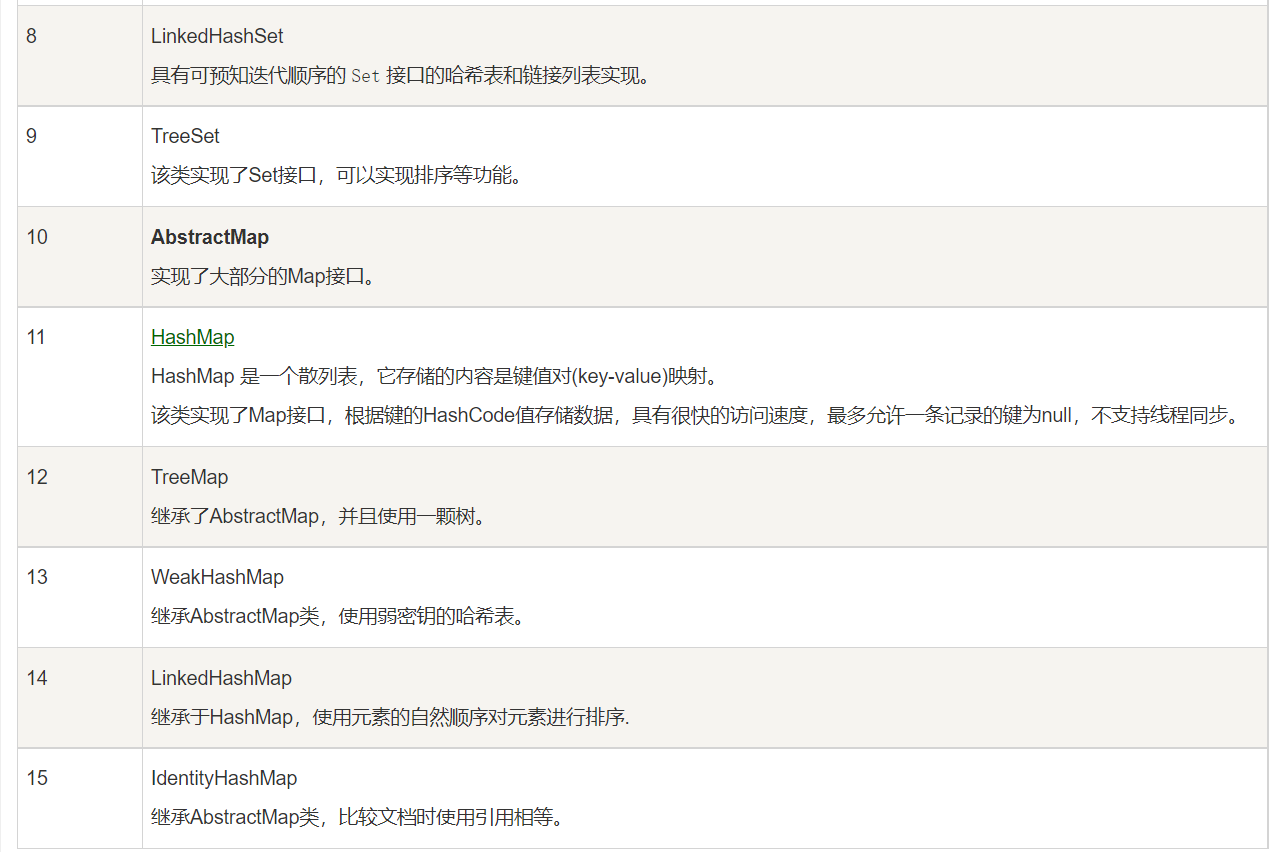 8
LinkedHashSet
具有可预知迭代顺序的 Set 接口的哈希表和链接列表实现。
9
TreeSet
该类实现了Set接口，可以实现排序等功能。
10
AbstractMap
实现了大部分的Map接口。
11
HashMap
HashMap 是一个散列表，它存储的内容是键值对(key-value)映射。
该类实现了Map接口，根据键的HashCode值存储数据，具有很快的访问速度，最多允许一条记录的键为null，不支持线程同步。
12
TreeMap
继承了AbstractMap，并且使用一颗树。
13
WeakHashMap
继承AbstractMap类，使用弱密钥的哈希表。
14
LinkedHashMap
继承于HashMap，使用元素的自然顺序对元素进行排序.
15
IdentityHashMap
继承AbstractMap类，比较文档时使用引用相等。